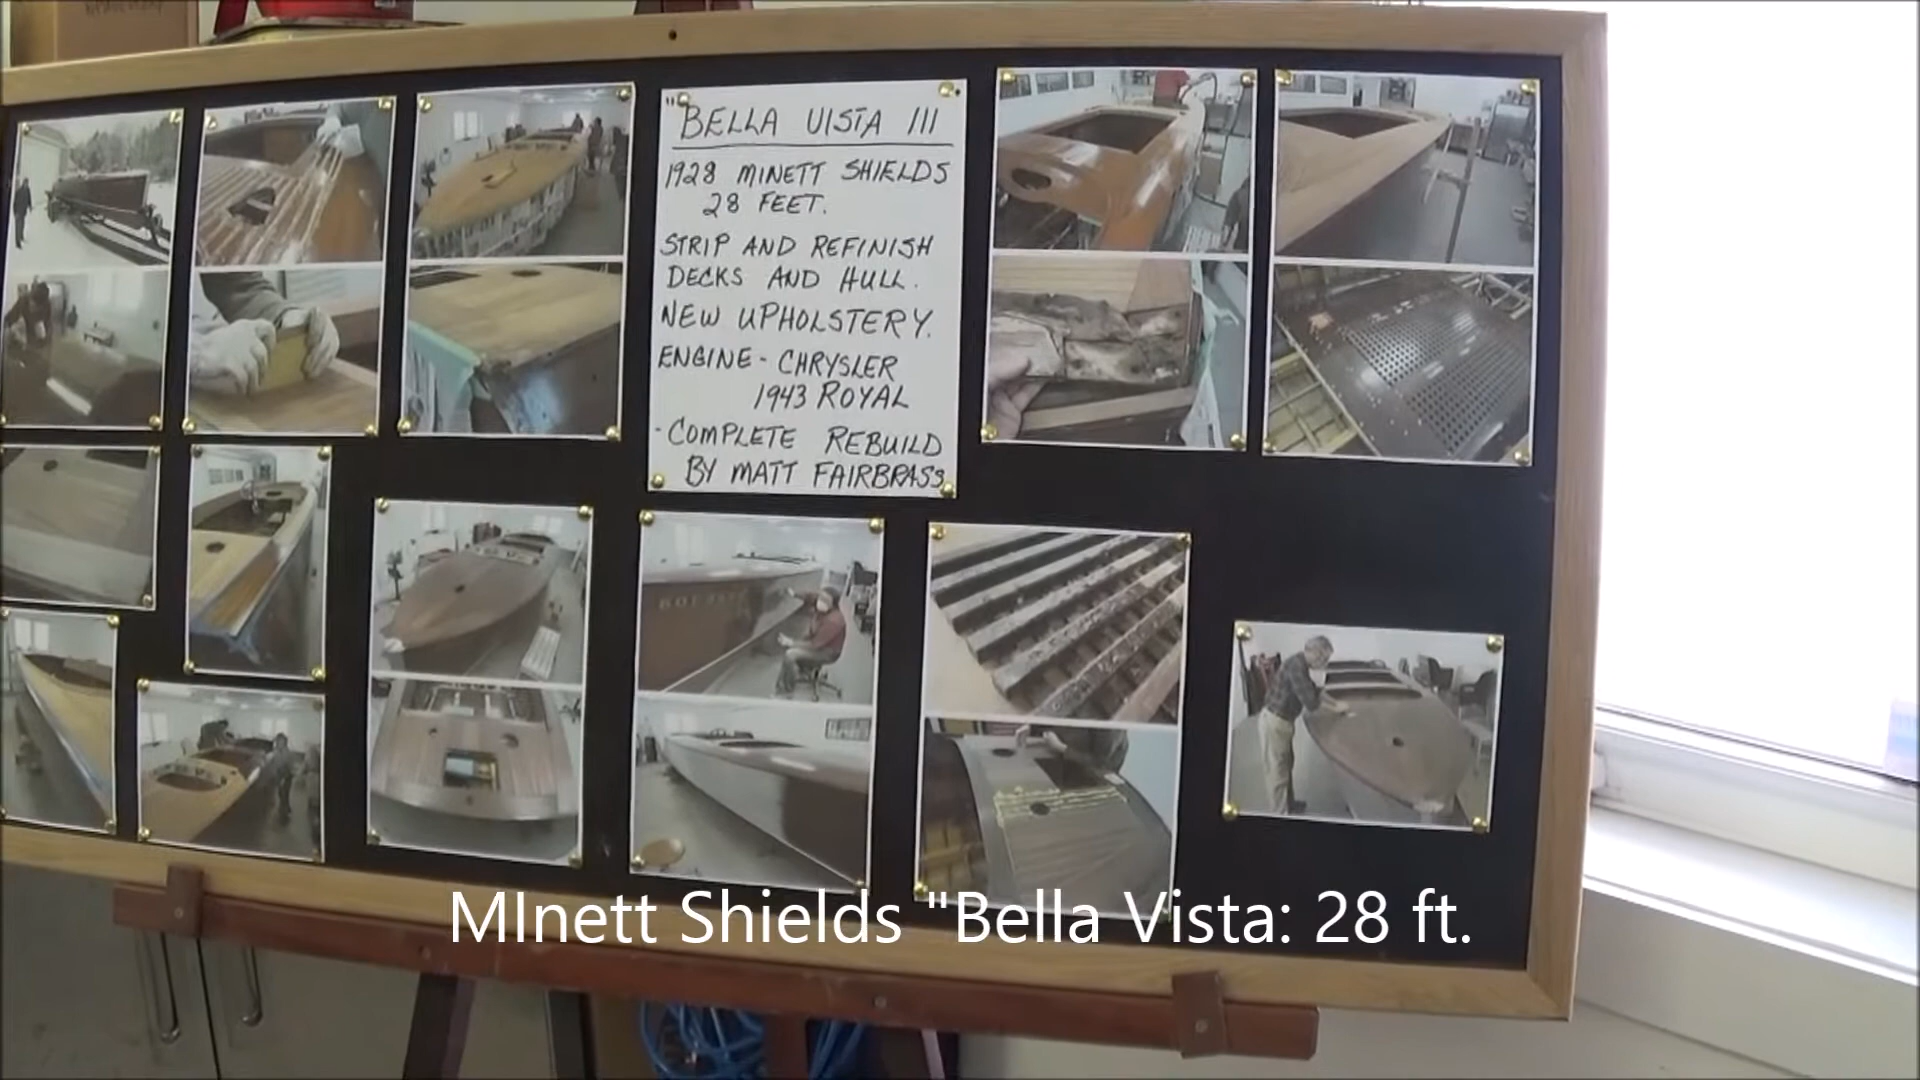 "BELLA VISTA III
1928 MINETT SHIELDS
28 FEET.
STRIP AND REFINISH
DECKS AND HULL.
NEW UPHOLSTERY.
ENGINE - CHRYSLER
1943 ROYAL
- COMPLETE REBUILD
BY MATT FAIRBRASS
MInett Shields "Bella Vista: 28 ft.